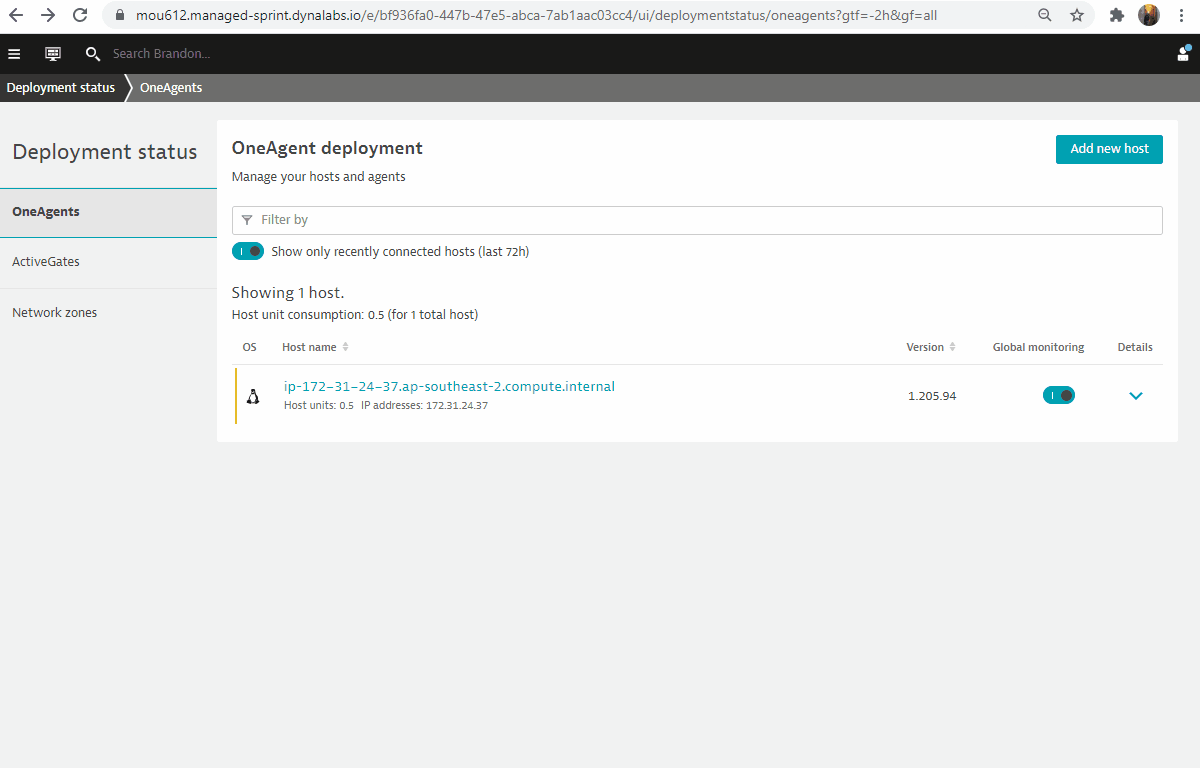 mou612.managed-sprint.dynalabs.io/e/bf936fa0-447b-47e5-abca-7ab1aac03cc4/ui/deploymentstatus/oneagents?gtf=-2h&gf=all
Search Brandon...
Deployment status OneAgents
Deployment status
OneAgents
ActiveGates
Network zones
OneAgent deployment
Add new host
Manage your hosts and agents
Filter by
Show only recently connected hosts (last 72h)
Showing 1 host.
Host unit consumption: 0.5 (for 1 total host)
OS Host name Version Global monitoring Details
ip-172-31-24-37.ap-southeast-2.compute.internal
Host units: 0.5 IP addresses: 172.31.24.37
1.205.94